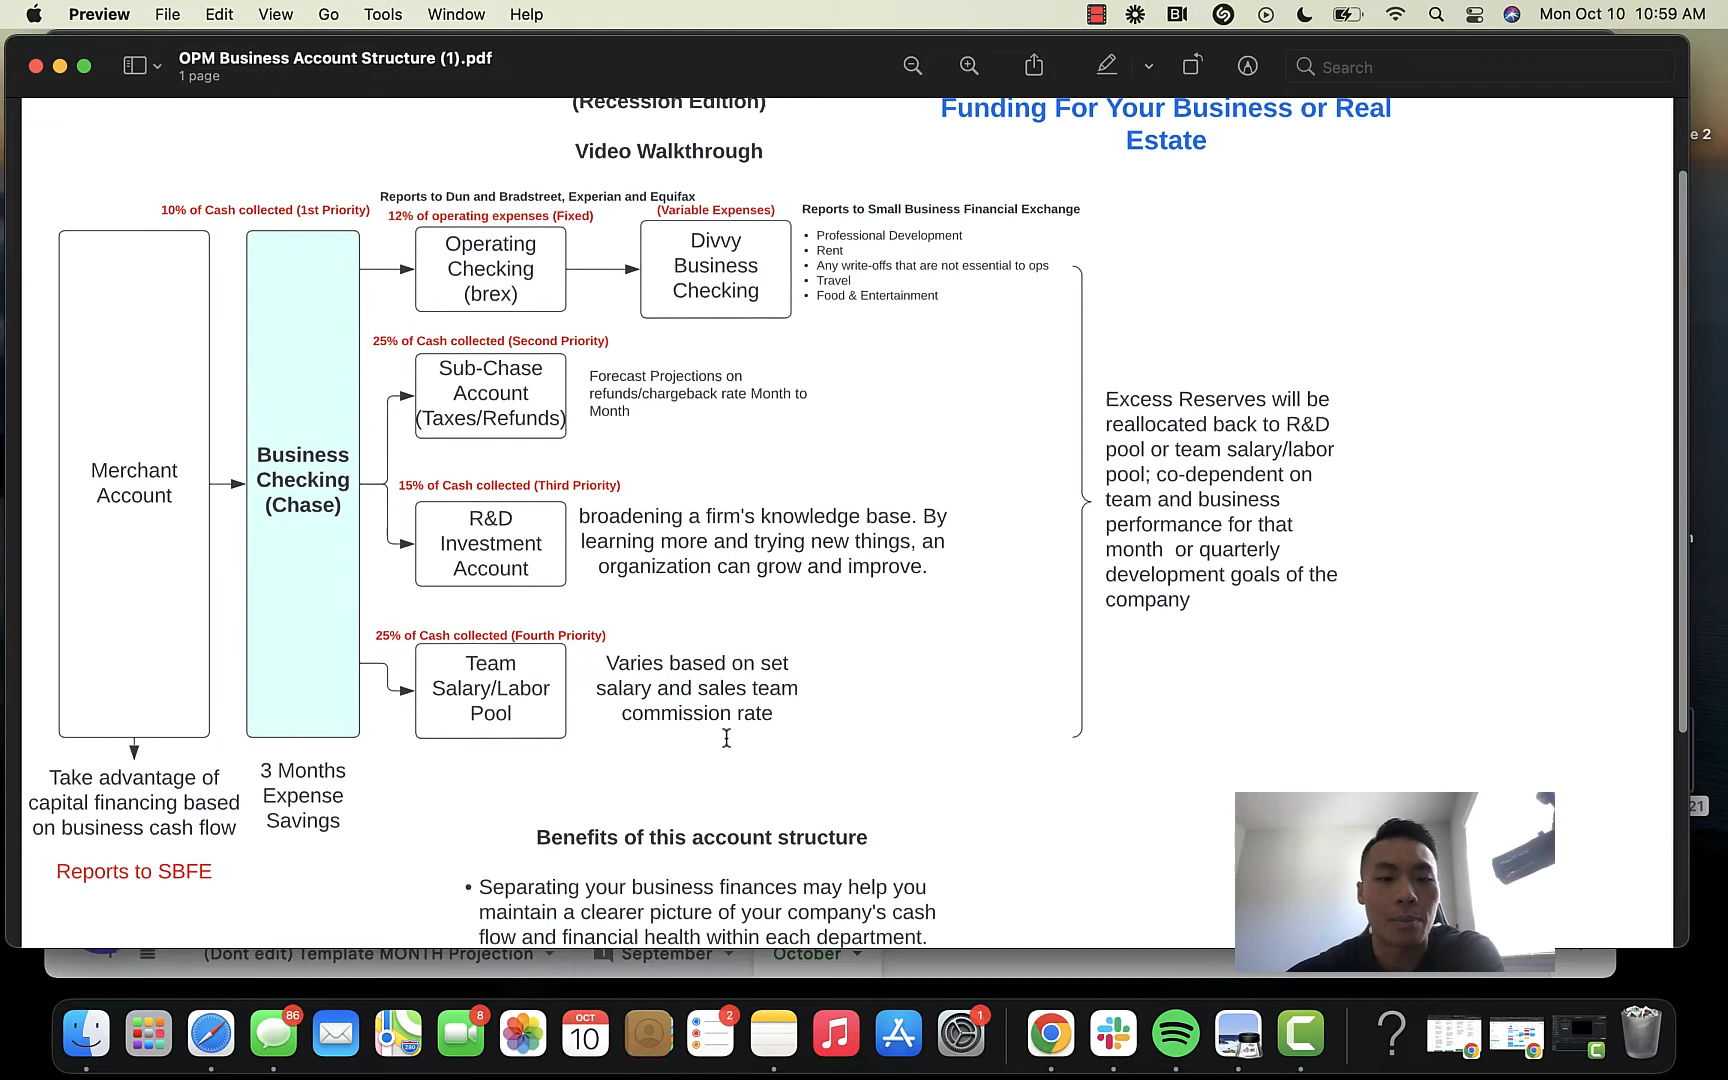 Preview File Edit View Go Tools Window Help
Mon Oct 10 10:59 AM
OPM Business Account Structure (1).pdf
1 page
Search
(Recession Edition)
Video Walkthrough
Funding For Your Business or Real
Estate
e 2
Reports to Dun and Bradstreet, Experian and Equifax
10% of Cash collected (1st Priority)
12% of operating expenses (Fixed)
(Variable Expenses)
Reports to Small Business Financial Exchange
Operating
Checking
(brex)
Divvy
Business
Checking
• Professional Development
• Rent
• Any write-offs that are not essential to ops
• Travel
• Food & Entertainment
25% of Cash collected (Second Priority)
Sub-Chase
Account
(Taxes/Refunds)
Forecast Projections on
refunds/chargeback rate Month to
Month
Merchant
Account
Business
Checking
(Chase)
15% of Cash collected (Third Priority)
R&D
Investment
Account
broadening a firm's knowledge base. By
learning more and trying new things, an
organization can grow and improve.
Excess Reserves will be
reallocated back to R&D
pool or team salary/labor
pool; co-dependent on
team and business
performance for that
month or quarterly
development goals of the
company
25% of Cash collected (Fourth Priority)
Team
Salary/Labor
Pool
Varies based on set
salary and sales team
commission rate
Take advantage of
capital financing based
on business cash flow
Reports to SBFE
3 Months
Expense
Savings
Benefits of this account structure
• Separating your business finances may help you
maintain a clearer picture of your company's cash
flow and financial health within each department.
21
(Dont edit) Template MONTH Projection
September
October
86
8
OCT
10
2
1
280